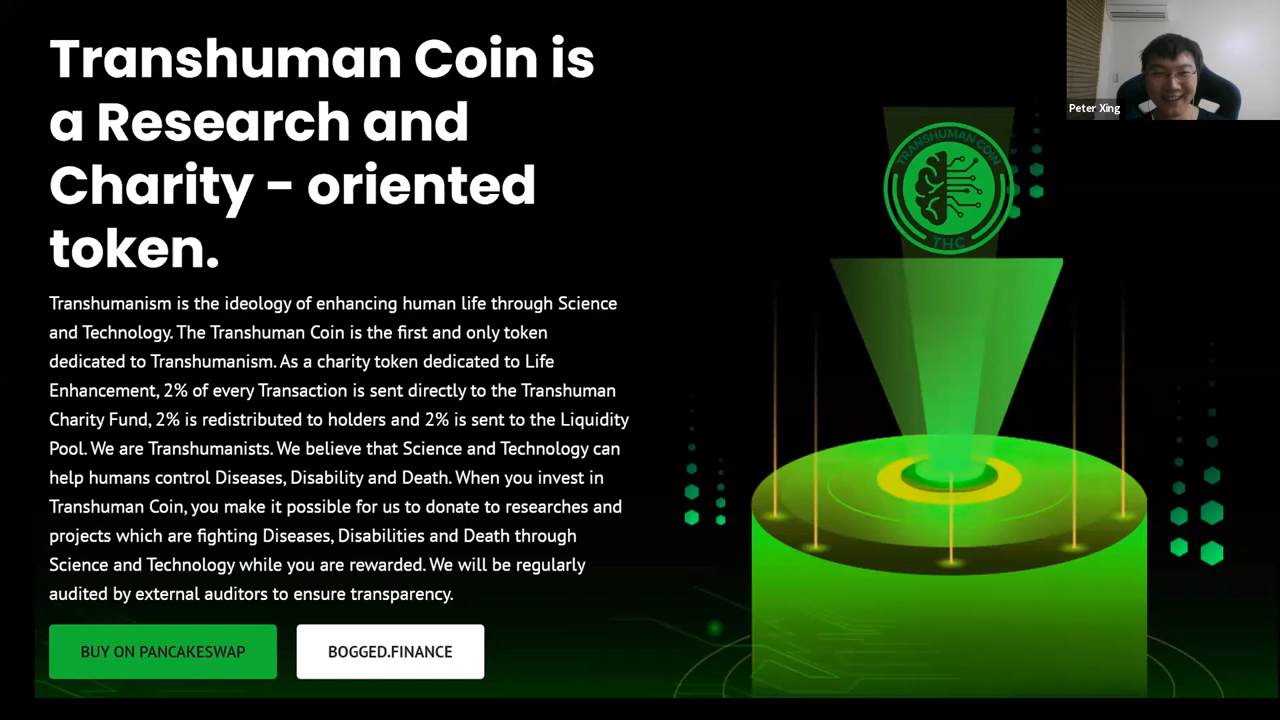 Transhuman Coin is
a Research and
Charity - oriented
token.
Transhumanism is the ideology of enhancing human life through Science
and Technology. The Transhuman Coin is the first and only token
dedicated to Transhumanism. As a charity token dedicated to Life
Enhancement, 2% of every Transaction is sent directly to the Transhuman
Charity Fund, 2% is redistributed to holders and 2% is sent to the Liquidity
Pool. We are Transhumanists. We believe that Science and Technology can
help humans control Diseases, Disability and Death. When you invest in
Transhuman Coin, you make it possible for us to donate to researches and
projects which are fighting Diseases, Disabilities and Death through
Science and Technology while you are rewarded. We will be regularly
audited by external auditors to ensure transparency.
BUY ON PANCAKESWAP
BOGGED.FINANCE
TRANSHUMAN COIN
THC
Peter Xing